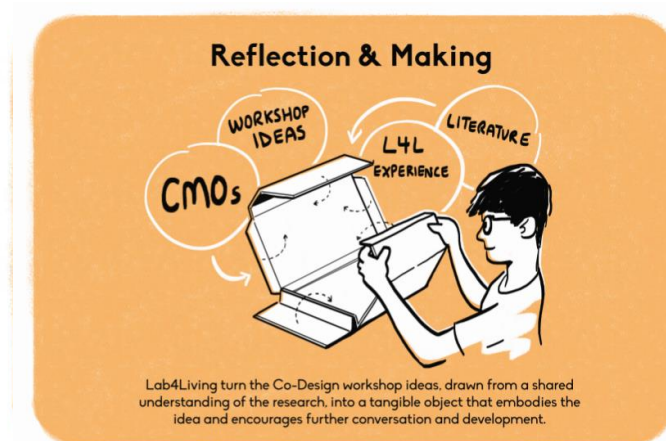 Reflection & Making
WORKSHOP
IDEAS
CMOs
L4L
EXPERIENCE
LITERATURE
Lab4Living turn the Co-Design workshop ideas, drawn from a shared
understanding of the research, into a tangible object that embodies the
idea and encourages further conversation and development.